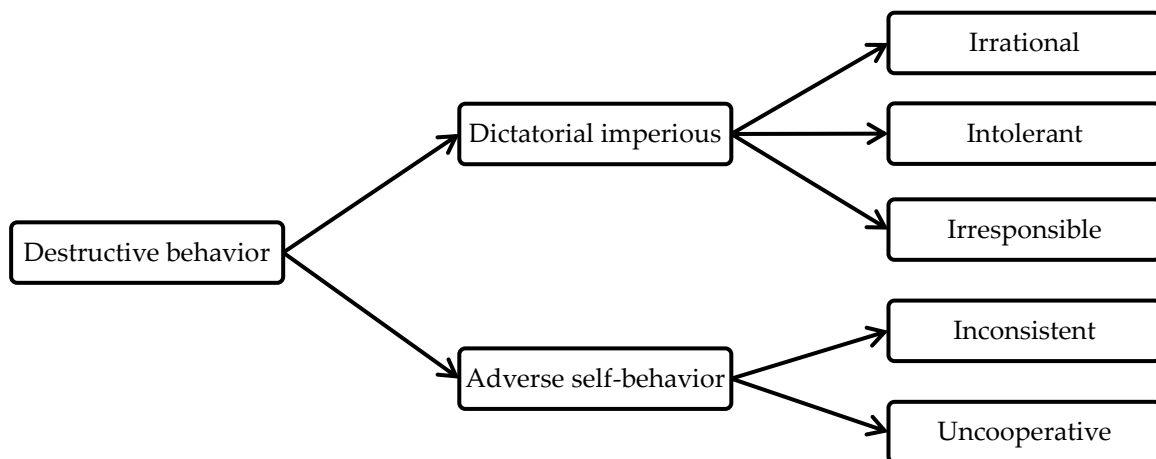 Irrational
Dictatorial imperious
Intolerant
Irresponsible
Destructive behavior
Inconsistent
Adverse self-behavior
Uncooperative